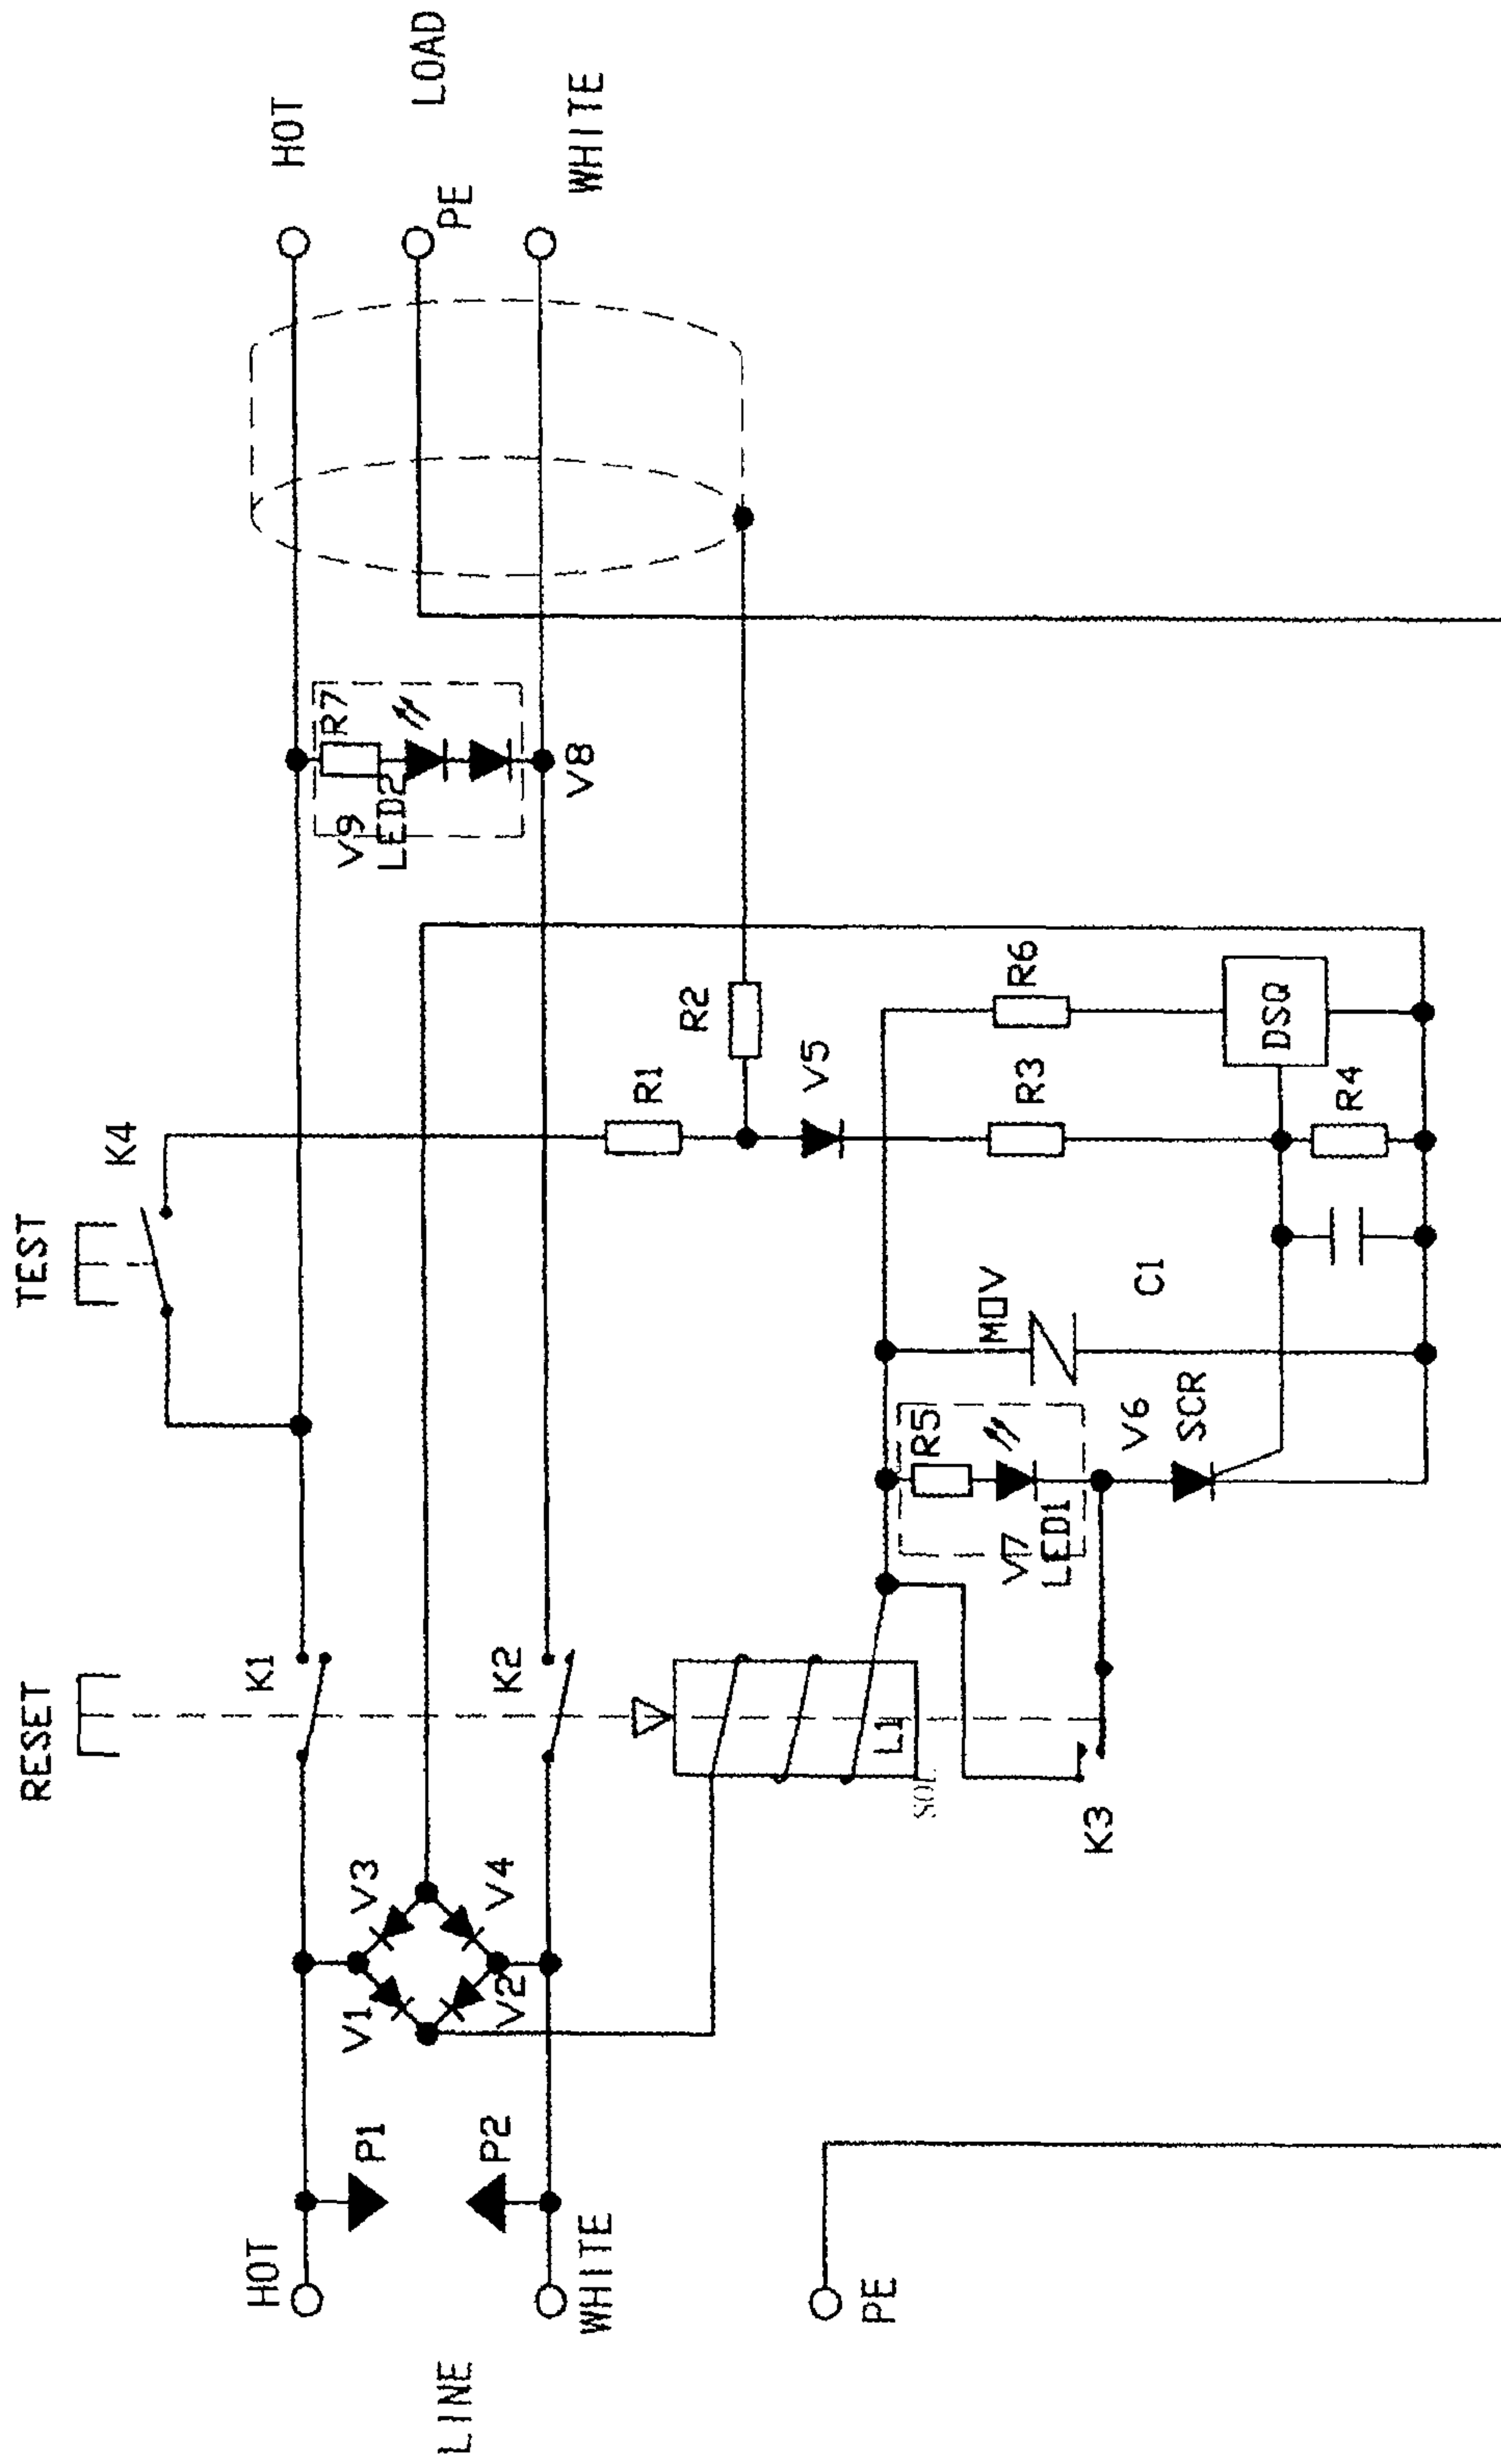 LINE
HOT
WHITE
PE
P1
P2
V1
V2
V3
V4
RESET
K1
K2
L1
SOL
K3
TEST
K4
V7
LED1
R5
V6
SCR
MOV
C1
R1
R2
V5
R3
R4
R6
DSQ
V9
LED2
R7
V8
HOT
PE
WHITE
LOAD